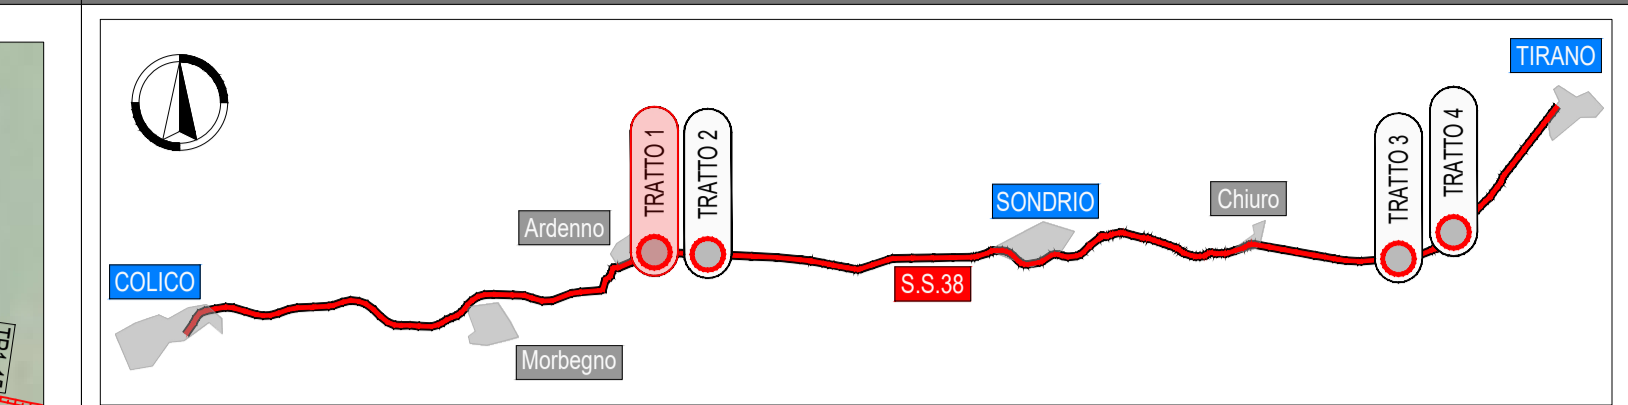 TIRANO
TRATTO 1
TRATTO 2
TRATTO 3
TRATTO 4
SONDRIO
Chiuro
Ardenno
COLICO
S.S.38
Morbegno